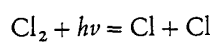 Cl₂ + hν = Cl + Cl